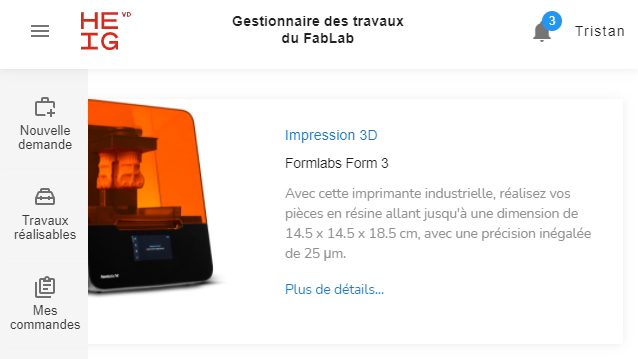 HE VD
IG
Gestionnaire des travaux
du FabLab
3
Tristan
Nouvelle
demande
Travaux
réalisables
Mes
commandes
Impression 3D
Formlabs Form 3
Avec cette imprimante industrielle, réalisez vos
pièces en résine allant jusqu'à une dimension de
14.5 x 14.5 x 18.5 cm, avec une précision inégalée
de 25 μm.
Plus de détails...